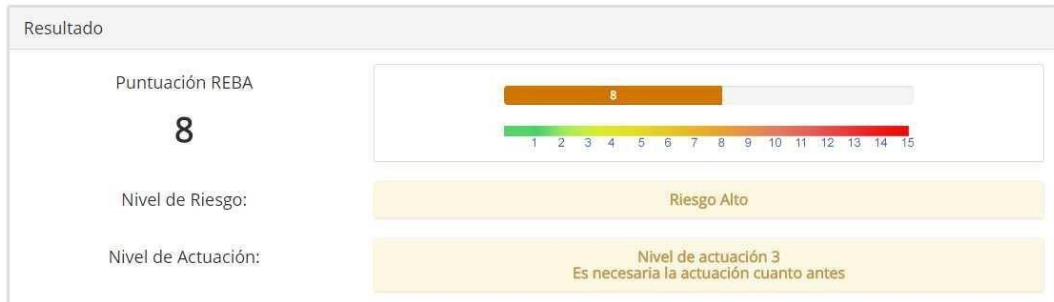 Resultado
Puntuación REBA
8
8
1 2 3 4 5 6 7 8 9 10 11 12 13 14 15
Nivel de Riesgo:
Riesgo Alto
Nivel de Actuación:
Nivel de actuación 3
Es necesaria la actuación cuanto antes